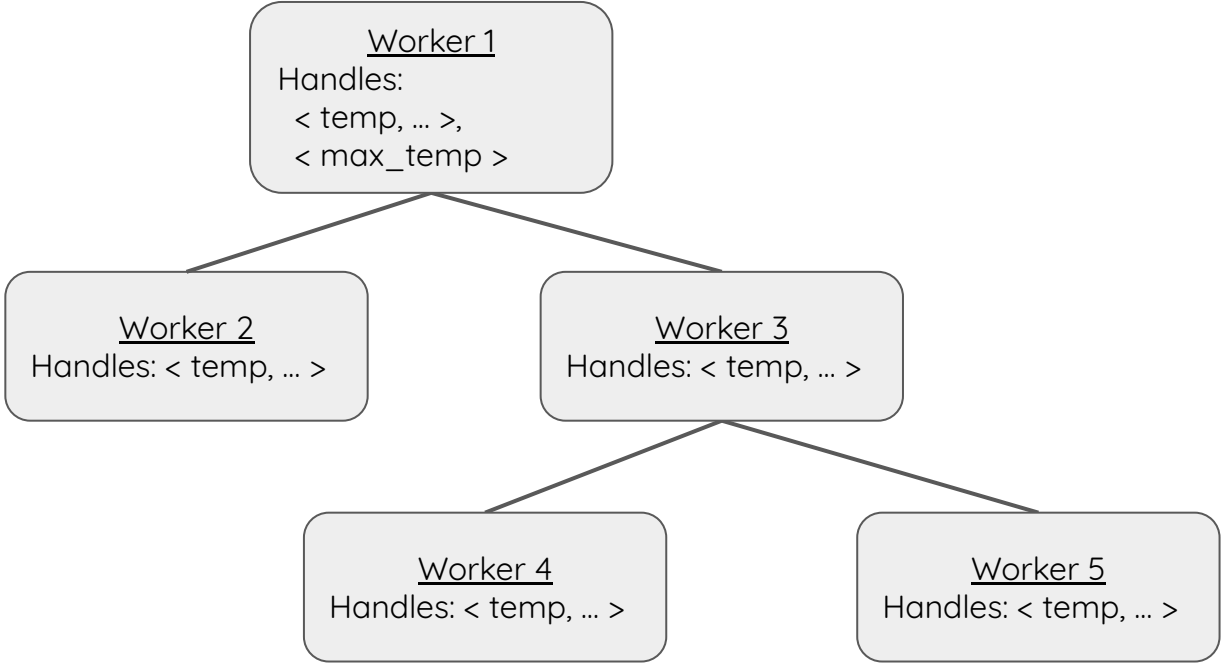 Worker 1
Handles:
< temp, ... >,
< max_temp >
Worker 2
Handles: < temp, ... >
Worker 3
Handles: < temp, ... >
Worker 4
Handles: < temp, ... >
Worker 5
Handles: < temp, ... >